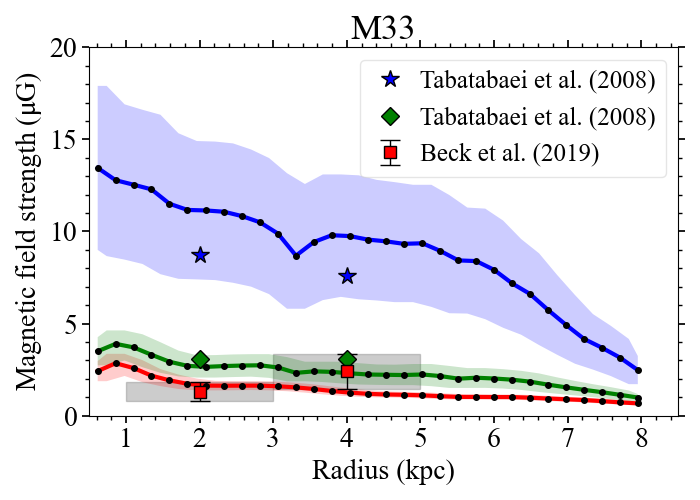 M33
Magnetic field strength (μG)
20
15
10
5
0
Tabatabaei et al. (2008)
Tabatabaei et al. (2008)
Beck et al. (2019)
1 2 3 4 5 6 7 8
Radius (kpc)